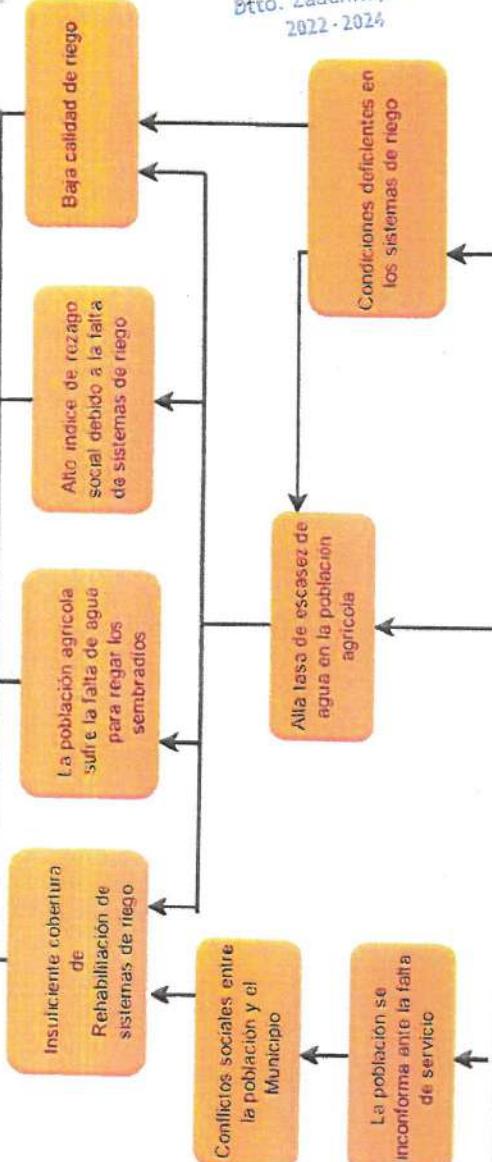 Insuficiente cobertura
de
Rehabilitación de
sistemas de riego
La población agrícola
sufre la falta de agua
para regar los
sembradíos
Alto índice de rezago
social debido a la falta
de sistemas de riego
Baja calidad de riego
Conflictos sociales entre
la población y el
Municipio
Alta tasa de escasez de
agua en la población
agrícola
Condiciones deficientes en
los sistemas de riego
La población se
inconforma ante la falta
de servicio
Dtto.
2022 - 2024